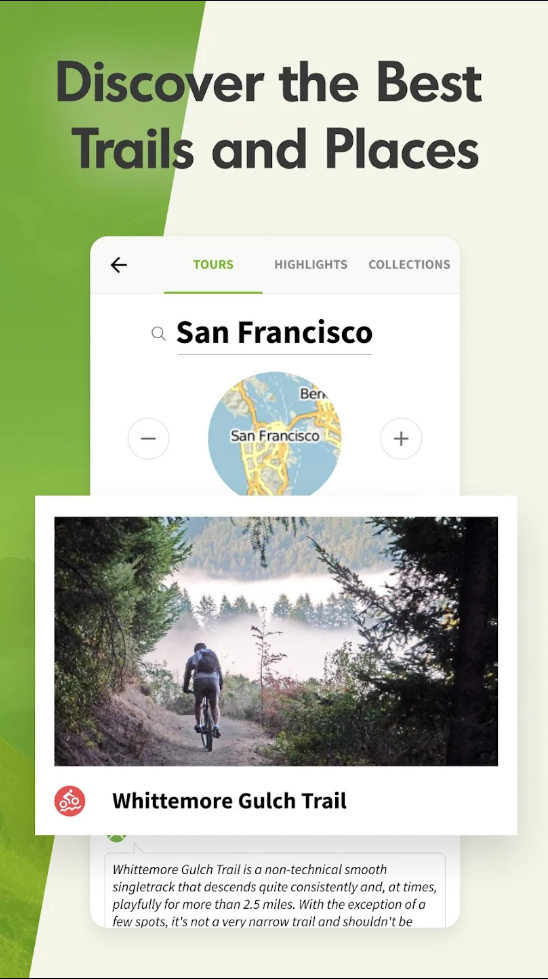 Discover the Best
Trails and Places
TOURS HIGHLIGHTS COLLECTIONS
San Francisco
San Francisco
Whittemore Gulch Trail
Whittemore Gulch Trail is a non-technical smooth
singletrack that descends quite consistently and, at times,
playfully for more than 2.5 miles. With the exception of a
few spots, it's not a very narrow trail and shouldn't be